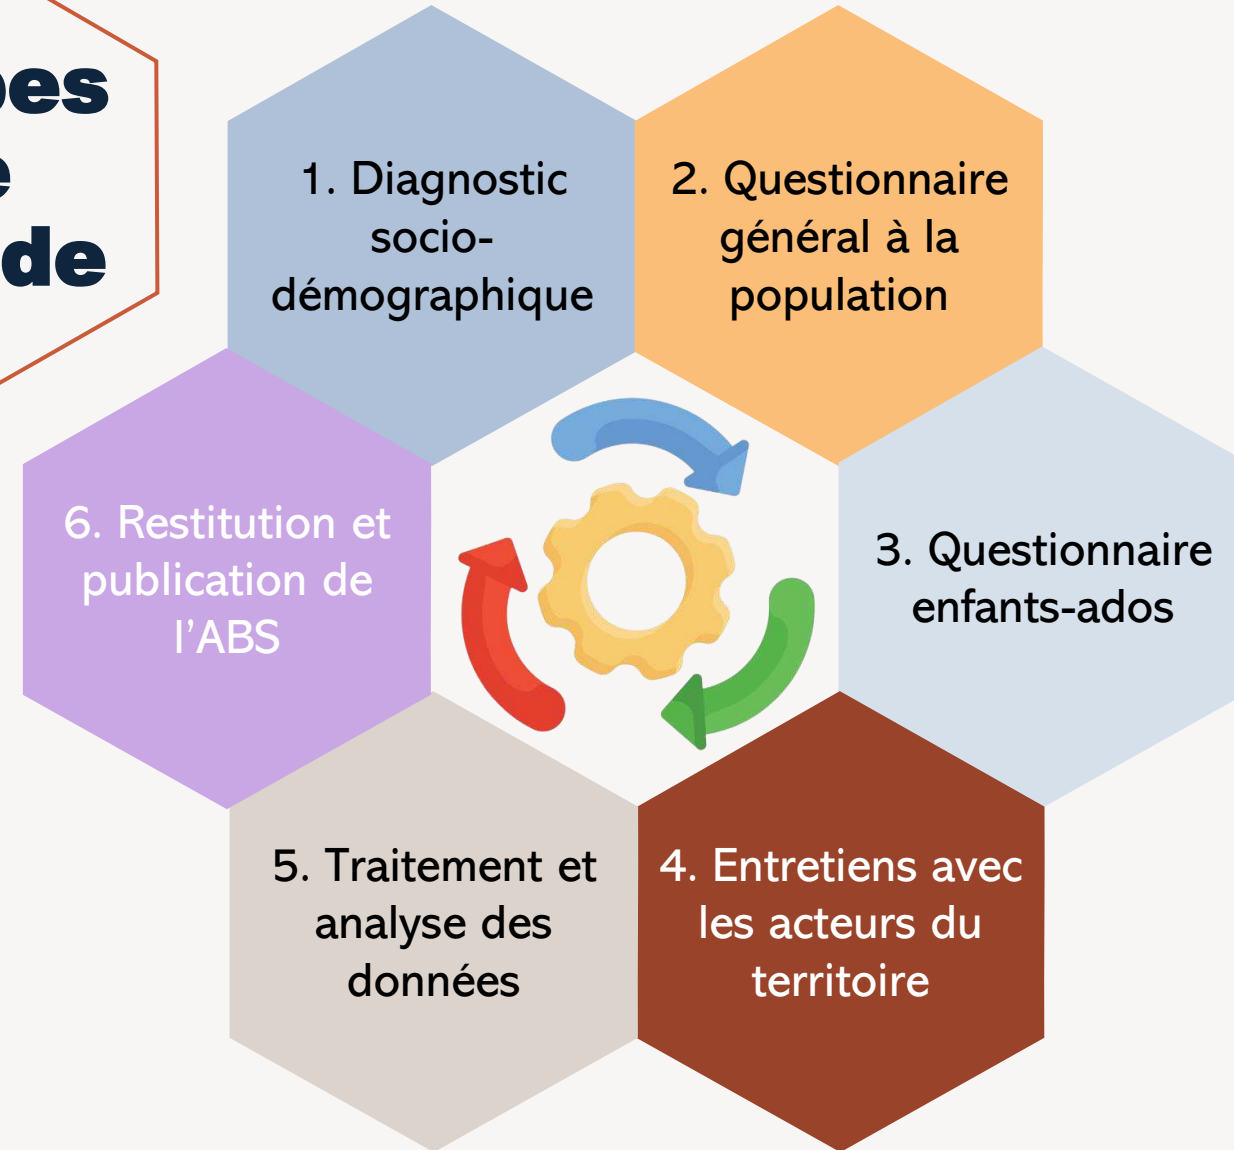 de
1. Diagnostic
socio-
démographique
2. Questionnaire
général à la
population
3. Questionnaire
enfants-ados
4. Entretiens avec
les acteurs du
territoire
5. Traitement et
analyse des
données
6. Restitution et
publication de
l’ABS